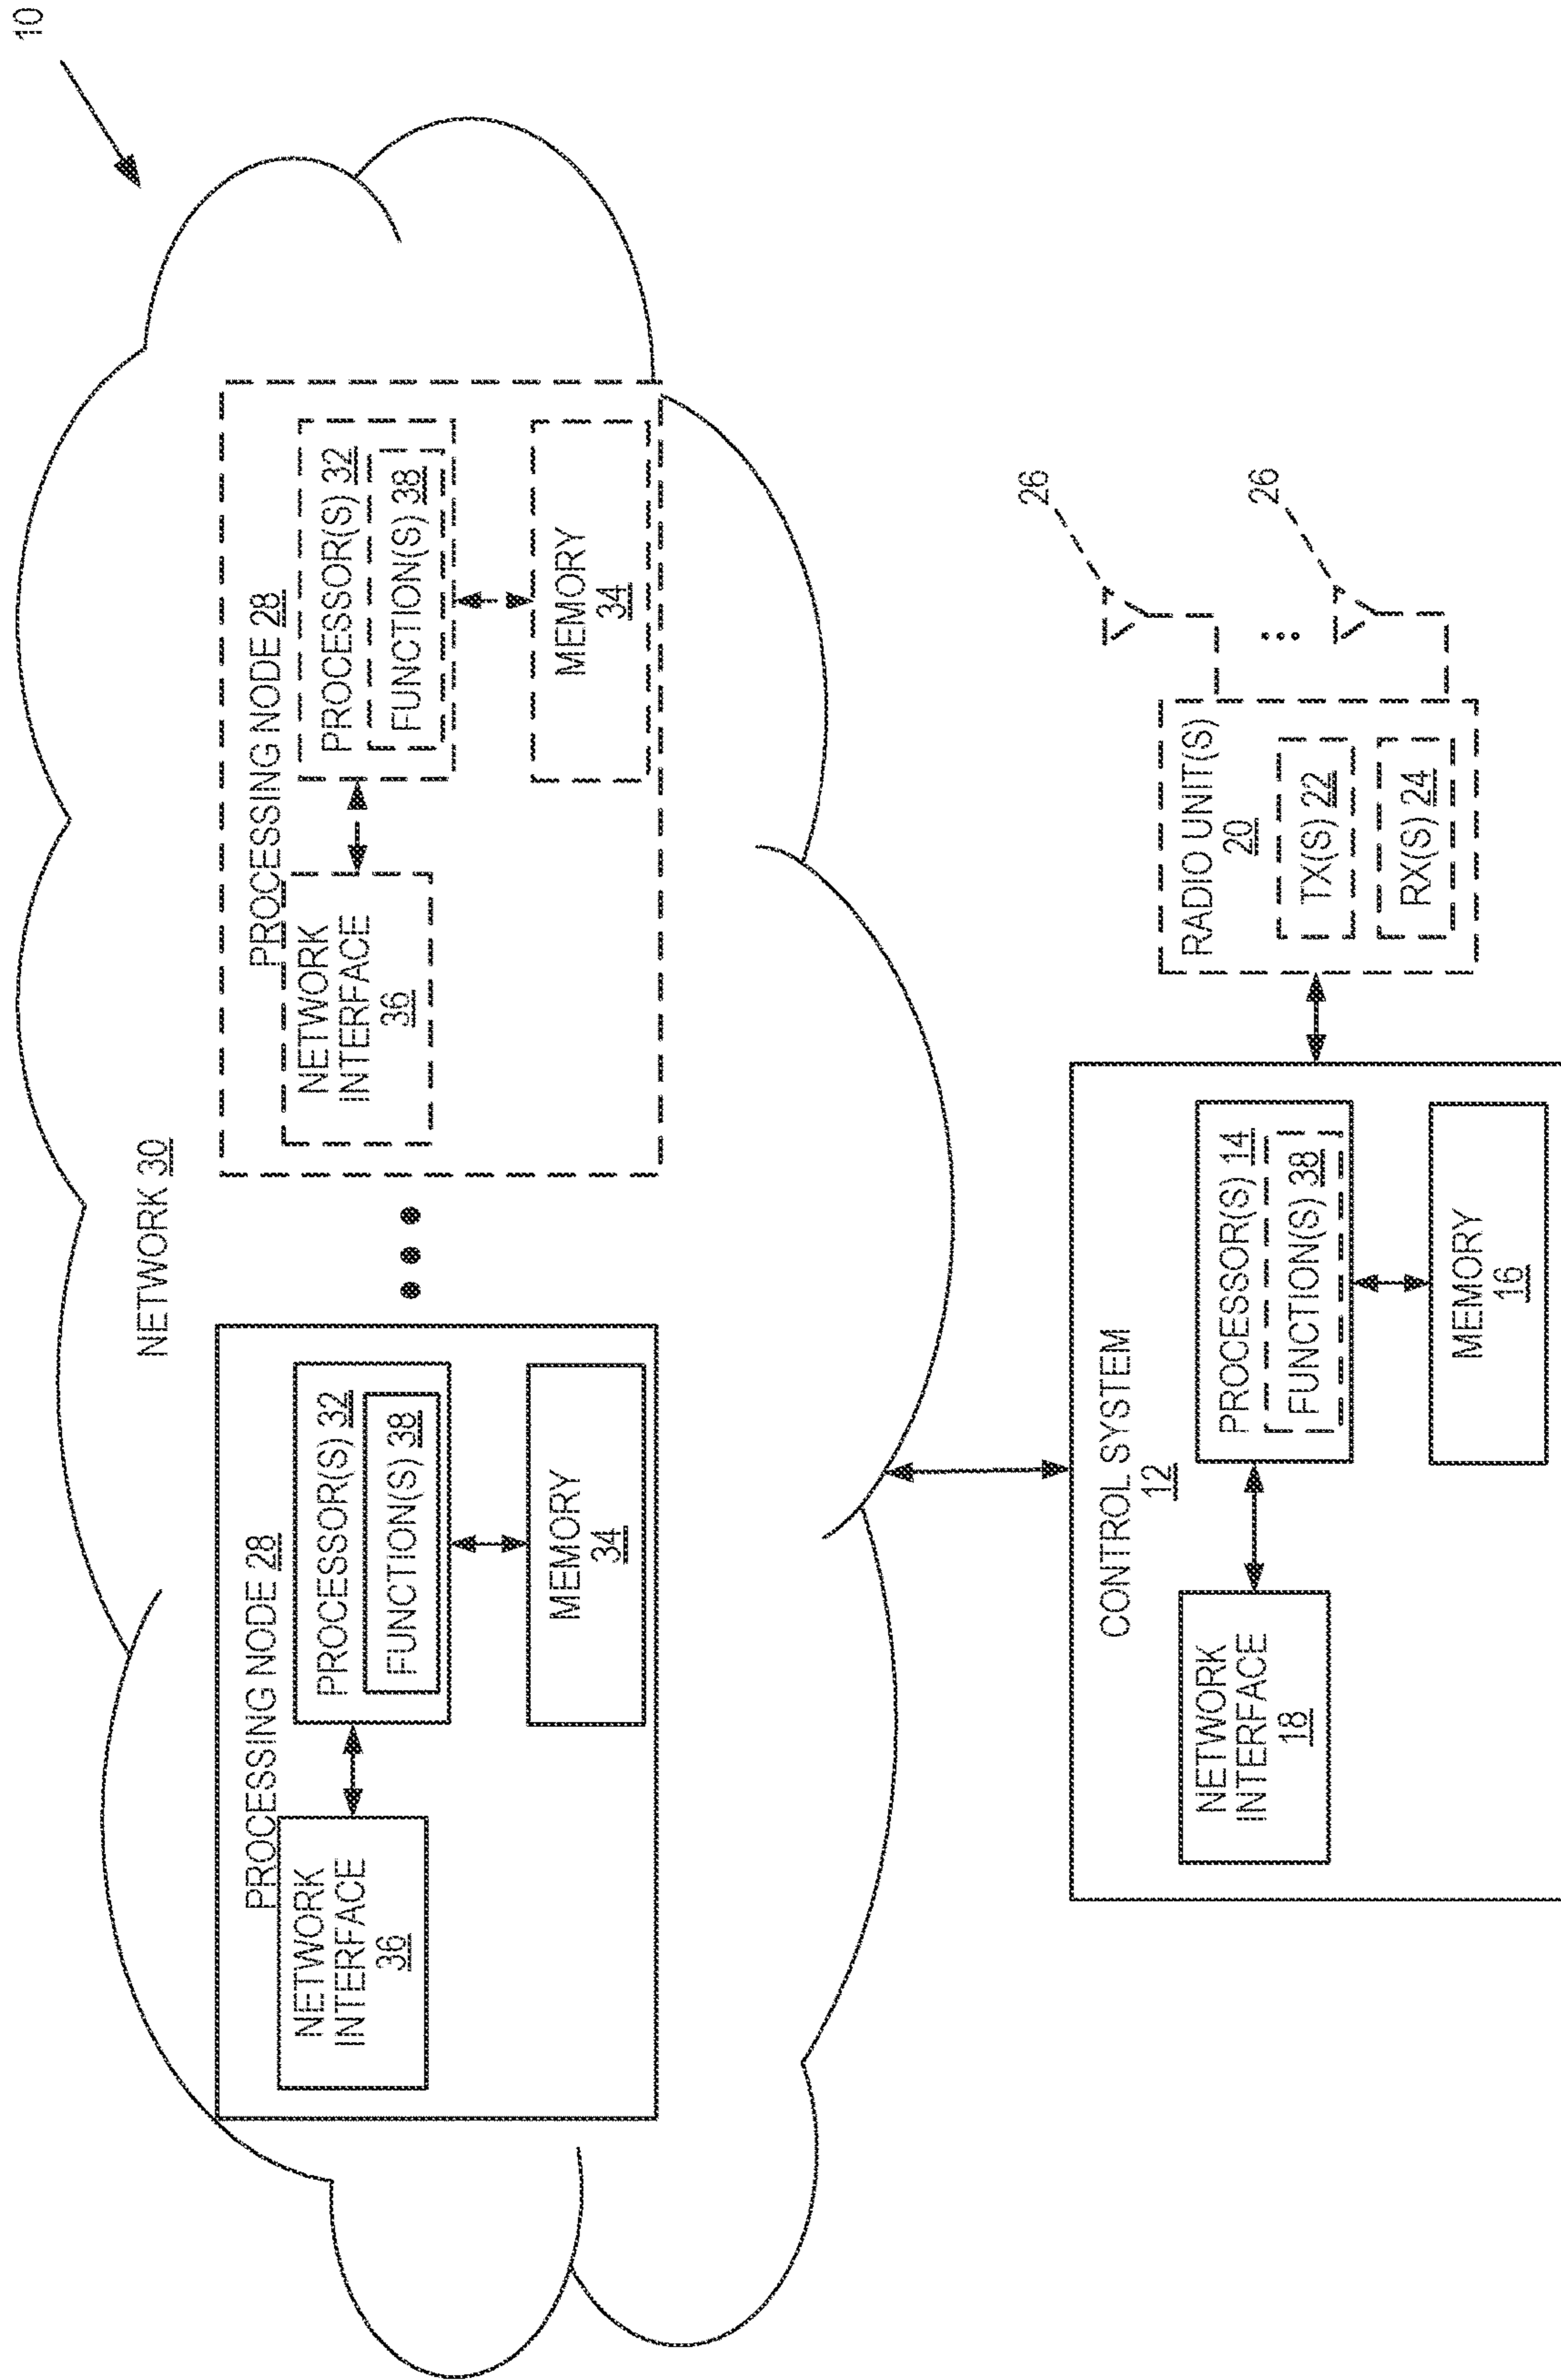 10
NETWORK 30
PROCESSING NODE 28
NETWORK
INTERFACE
36
PROCESSOR(S) 32
FUNCTION(S) 38
MEMORY
34
PROCESSING NODE 28
NETWORK
INTERFACE
36
PROCESSOR(S) 32
FUNCTION(S) 38
MEMORY
34
CONTROL SYSTEM
12
NETWORK
INTERFACE
18
PROCESSOR(S) 14
FUNCTION(S) 38
MEMORY
16
RADIO UNIT(S)
20
TX(S) 22
RX(S) 24
26
26